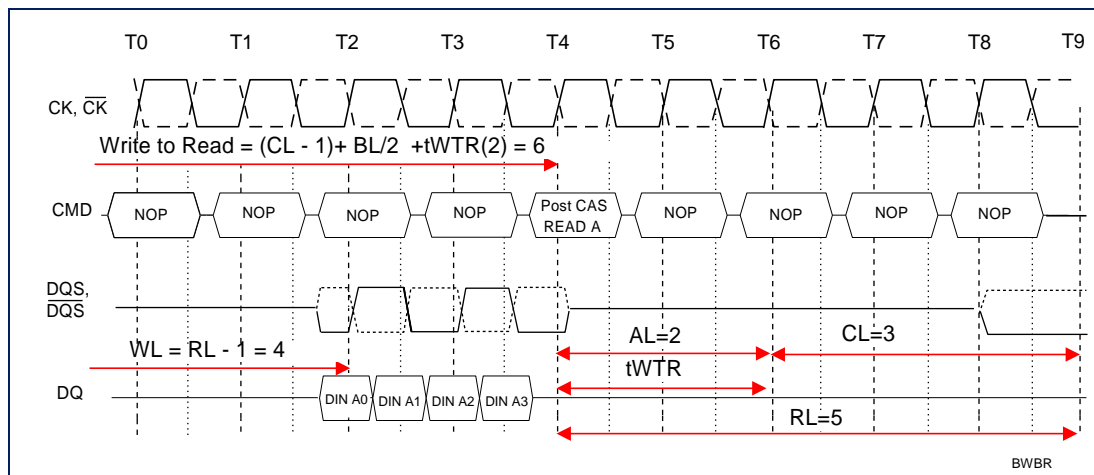 T0 T1 T2 T3 T4 T5 T6 T7 T8 T9
CK, CK
Write to Read = (CL - 1)+ BL/2 +tWTR(2) = 6
CMD NOP NOP NOP NOP Post CAS READ A NOP NOP NOP NOP
DQS,
DQS
AL=2 CL=3
WL = RL - 1 = 4
tWTR
DQ DIN A0 DIN A1 DIN A2 DIN A3
RL=5
BWBR